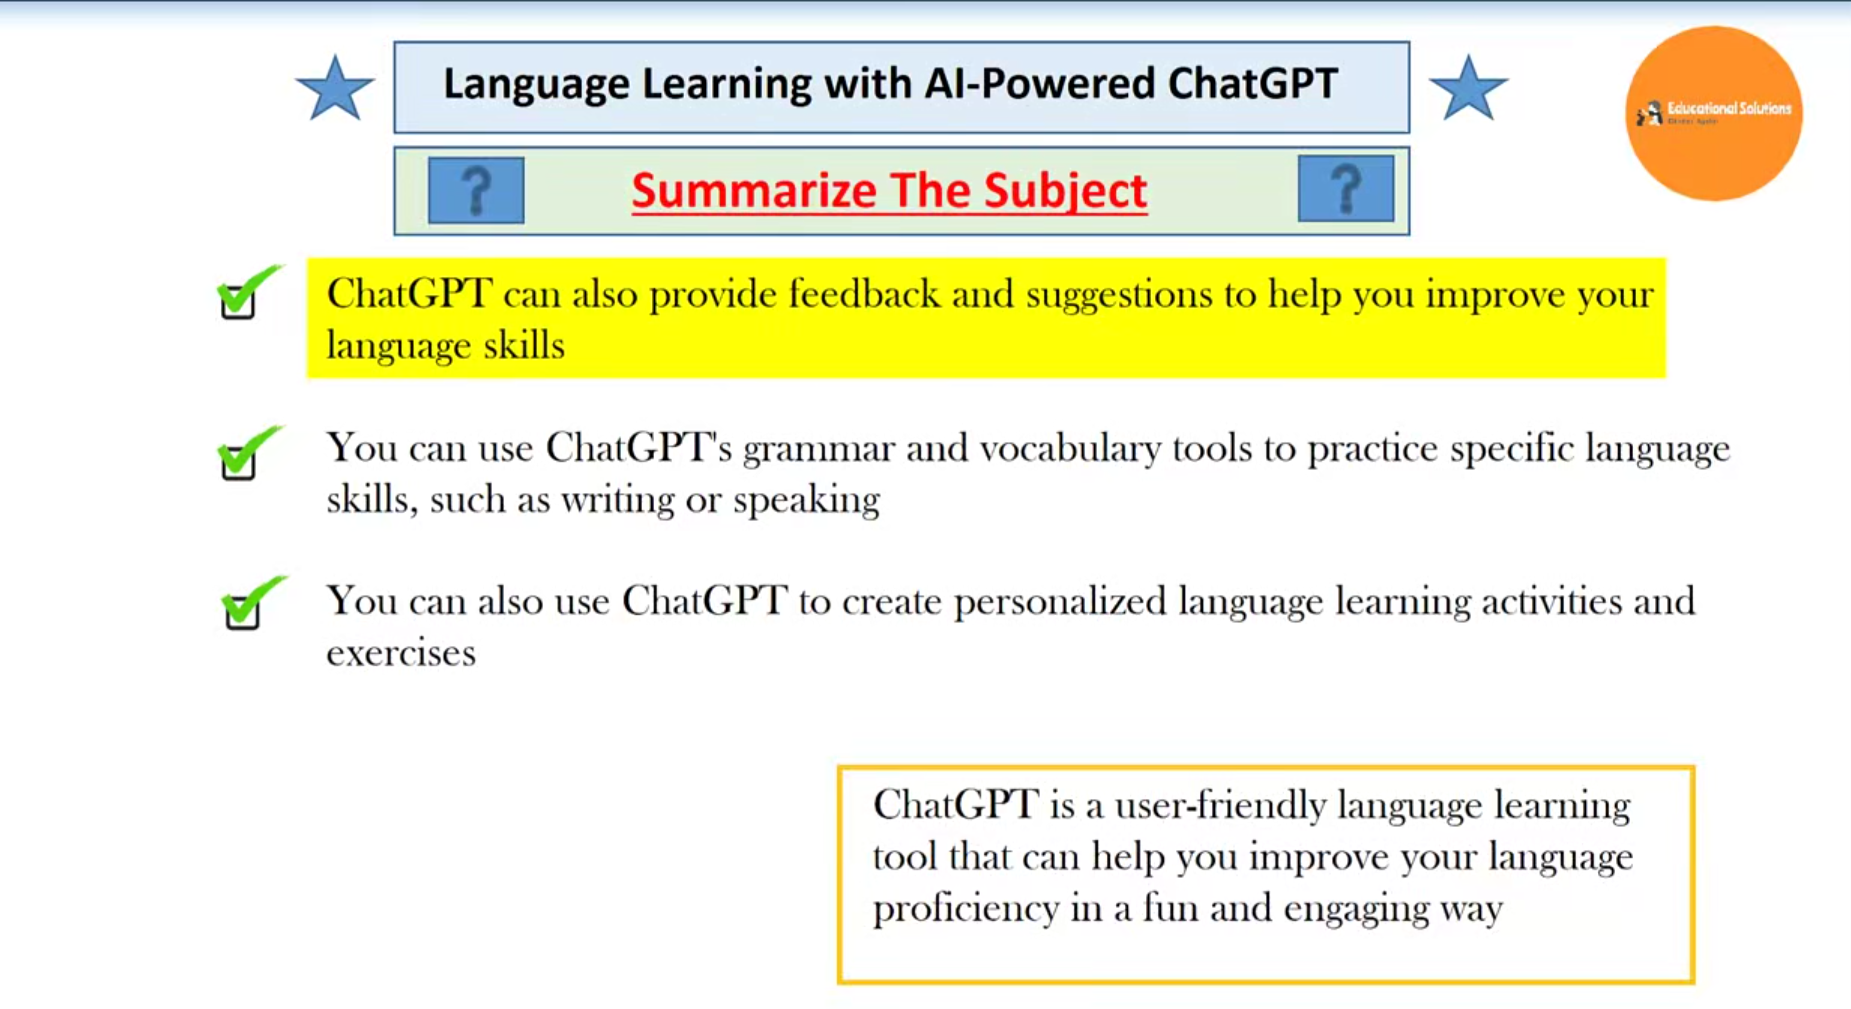 Language Learning with AI-Powered ChatGPT
Educational Solutions
? Summarize The Subject ?
ChatGPT can also provide feedback and suggestions to help you improve your
language skills
You can use ChatGPT's grammar and vocabulary tools to practice specific language
skills, such as writing or speaking
You can also use ChatGPT to create personalized language learning activities and
exercises
ChatGPT is a user-friendly language learning
tool that can help you improve your language
proficiency in a fun and engaging way